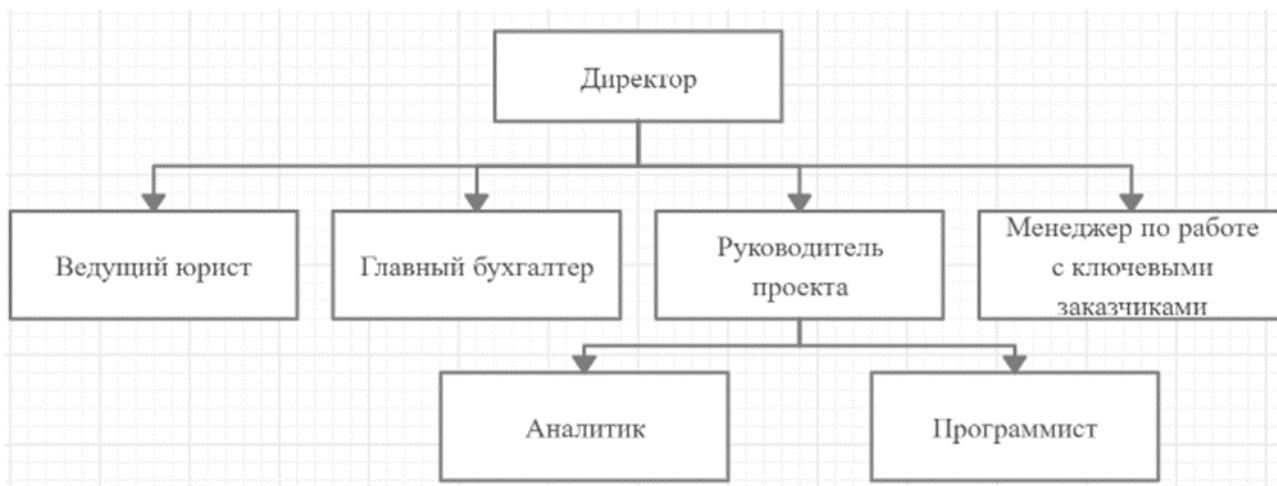 Директор
Ведущий юрист
Главный бухгалтер
Руководитель
проекта
Менеджер по работе
с ключевыми
заказчиками
Аналитик
Программист